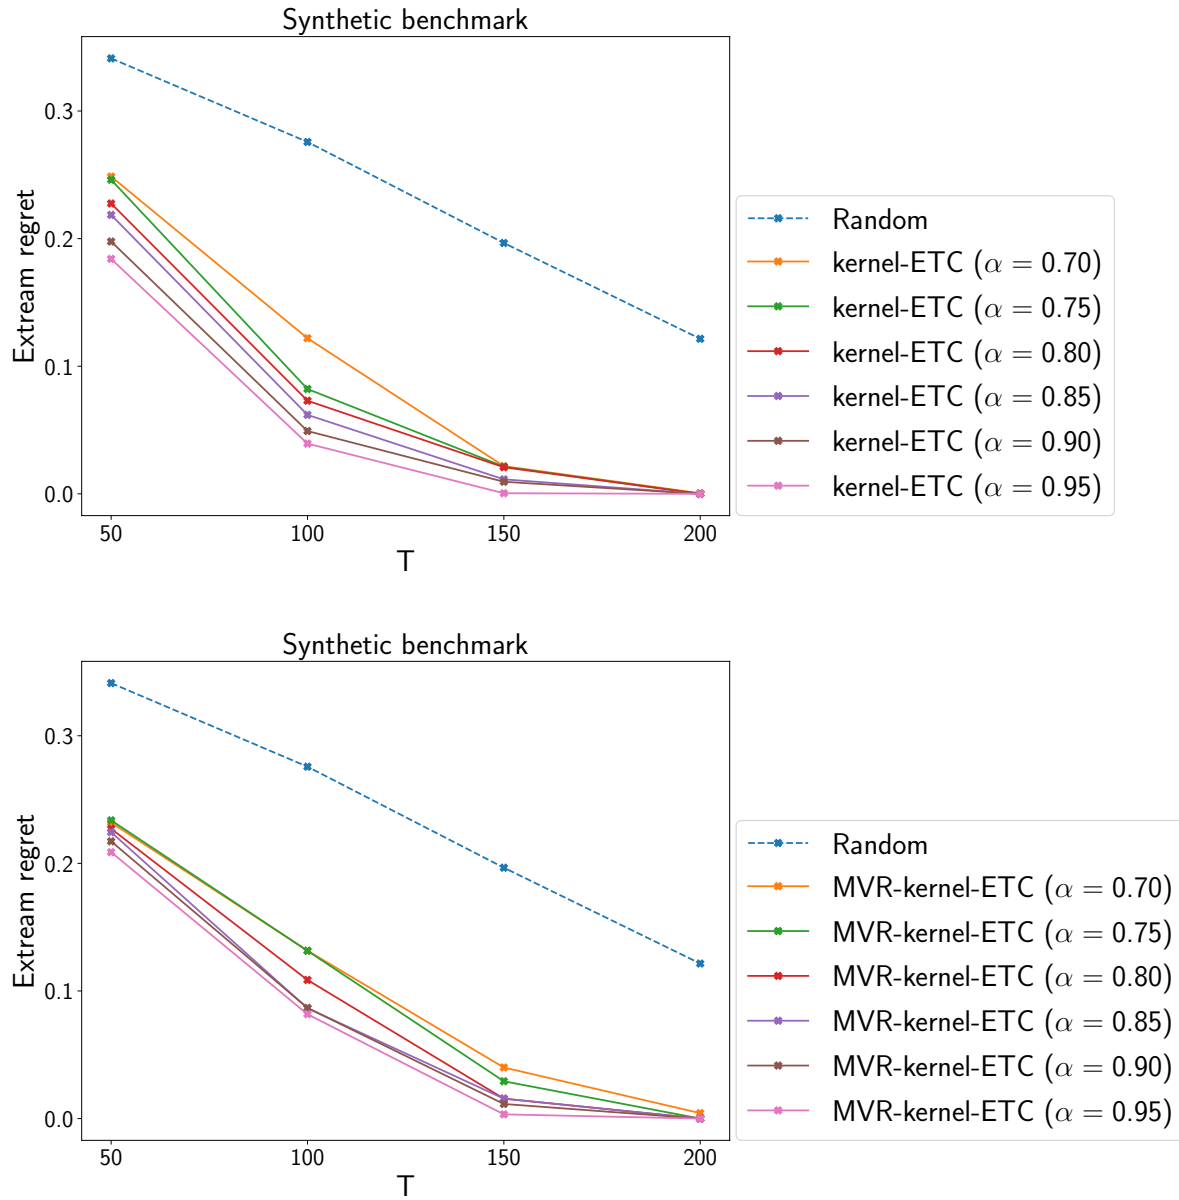 Synthetic benchmark
Extream regret
0.3
0.2
0.1
0.0
50 100 150 200
T
Random
kernel-ETC (α = 0.70)
kernel-ETC (α = 0.75)
kernel-ETC (α = 0.80)
kernel-ETC (α = 0.85)
kernel-ETC (α = 0.90)
kernel-ETC (α = 0.95)
Synthetic benchmark
Extream regret
0.3
0.2
0.1
0.0
50 100 150 200
T
Random
MVR-kernel-ETC (α = 0.70)
MVR-kernel-ETC (α = 0.75)
MVR-kernel-ETC (α = 0.80)
MVR-kernel-ETC (α = 0.85)
MVR-kernel-ETC (α = 0.90)
MVR-kernel-ETC (α = 0.95)